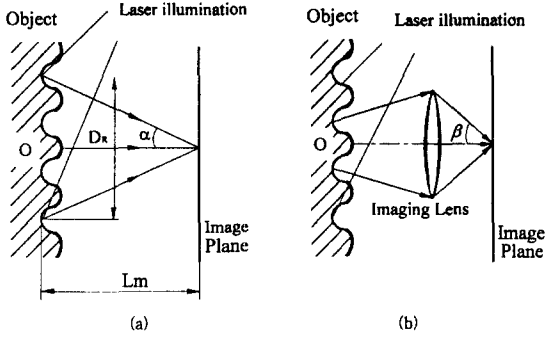 Object
Laser illumination
O
D_R
α
Image
Plane
Lm
(a)
Object
Laser illumination
O
β
Imaging Lens
Image
Plane
(b)